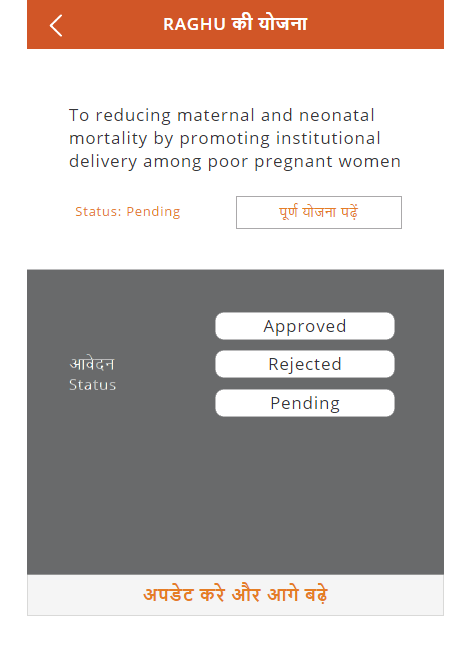 RAGHU की योजना
To reducing maternal and neonatal
mortality by promoting institutional
delivery among poor pregnant women
Status: Pending
पूर्ण योजना पढ़ें
आवेदन
Status
Approved
Rejected
Pending
अपडेट करे और आगे बढ़े